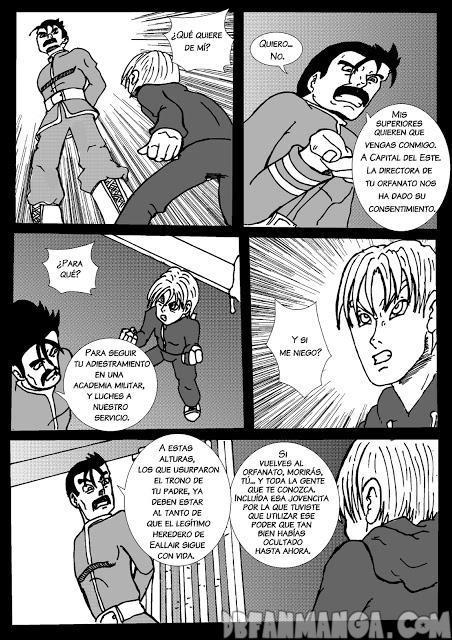 ¿QUÉ QUIERE
DE MÍ?
QUIERO...
NO.
MIS
SUPERIORES
QUIEREN QUE
VENGAS CONMIGO.
A CAPITAL DEL ESTE.
LA DIRECTORA DE
TU ORFANATO NOS
HA DADO SU
CONSENTIMIENTO.
¿PARA
QUÉ?
PARA SEGUIR
TU ADIESTRAMIENTO
EN UNA
ACADEMIA MILITAR,
Y LUCHES A
NUESTRO
SERVICIO.
Y SI
ME NIEGO?
A ESTAS
ALTURAS,
LOS QUE USURPARON
EL TRONO DE
TU PADRE, YA
DEBEN ESTAR
AL TANTO DE
QUE EL LEGÍTIMO
HEREDERO DE
EALLAIR SIGUE
CON VIDA.
SI
VUELVES AL
ORFANATO, MORIRÁS,
TÚ... Y TODA LA GENTE
QUE TE CONOZCA.
INCLUÍDA ESA JOVENCITA
POR LA QUE TUVISTE
QUE UTILIZAR ESE
PODER QUE TAN
BIEN HABÍAS
OCULTADO
HASTA AHORA.
DBFANMANGA.COM